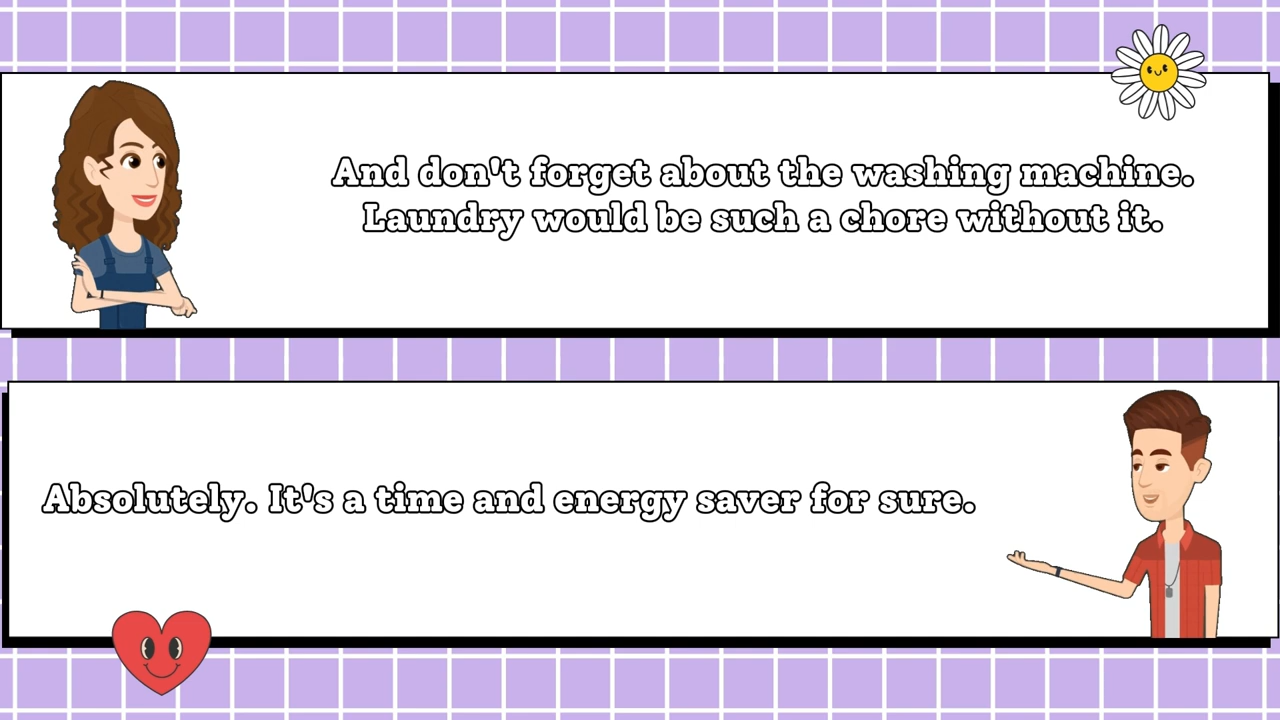 And don't forget about the washing machine.
Laundry would be such a chore without it.
Absolutely. It's a time and energy saver for sure.